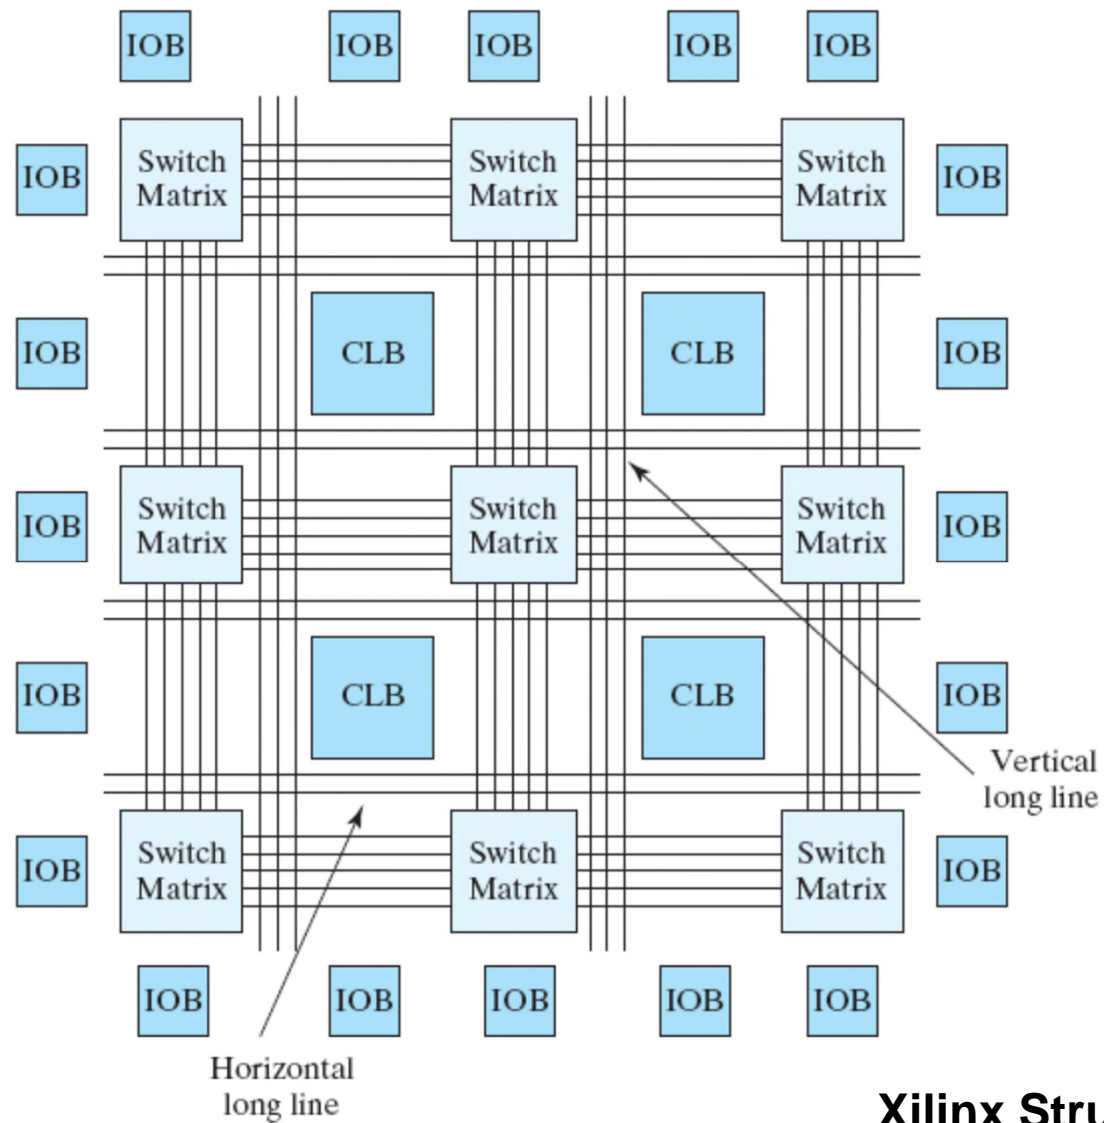 IOB IOB IOB IOB IOB
IOB Switch Matrix Switch Matrix Switch Matrix IOB
IOB CLB CLB IOB
IOB Switch Matrix Switch Matrix Switch Matrix IOB
IOB CLB CLB IOB
Vertical
long line
IOB Switch Matrix Switch Matrix Switch Matrix IOB
IOB IOB IOB IOB IOB
Horizontal
long line
Xilinx Stru